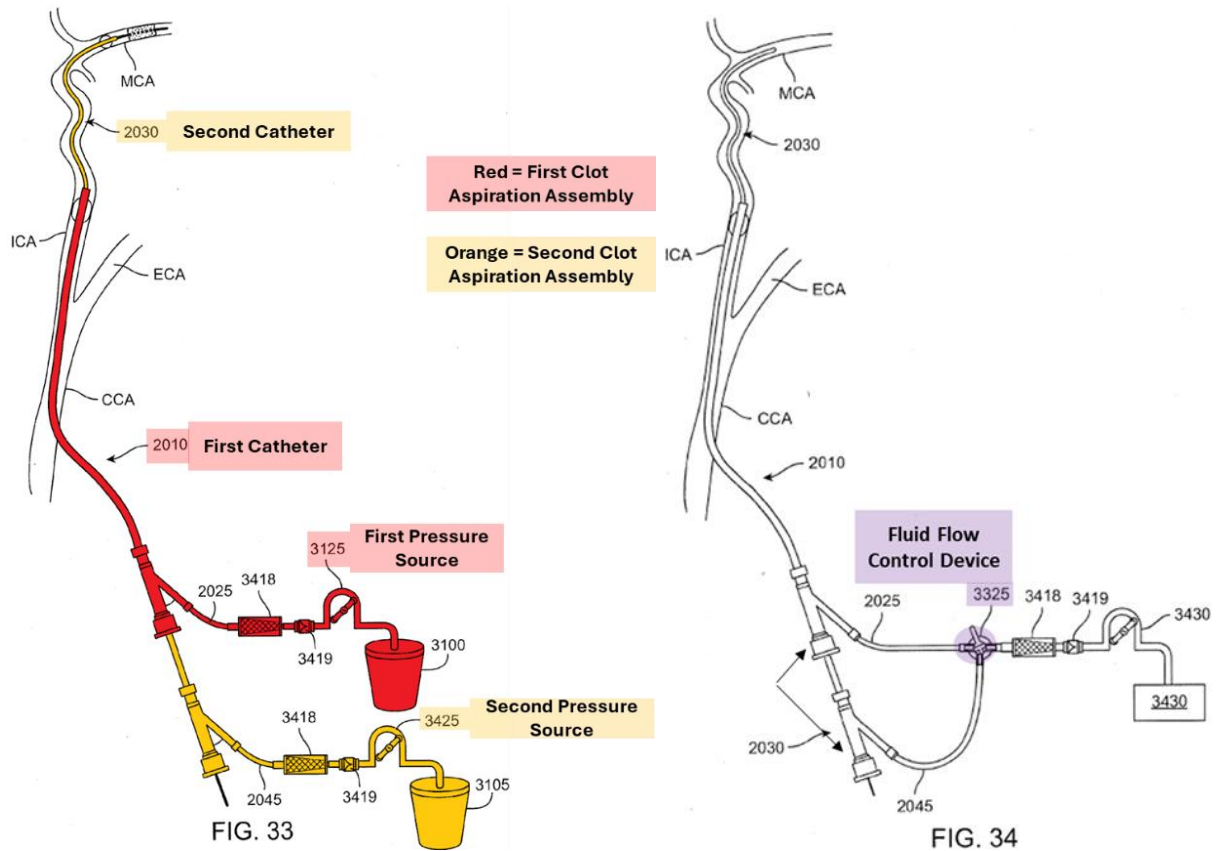 MCA
2030
Second Catheter
ICA
ECA
CCA
2010
First Catheter
First Pressure
Source
3125
2025
3418
3419
3100
Second Pressure
Source
3425
3418
2045
3419
3105
FIG. 33
Red = First Clot
Aspiration Assembly
Orange = Second Clot
Aspiration Assembly
MCA
2030
ICA
ECA
CCA
2010
Fluid Flow
Control Device
3325
2025
3418
3419
3430
3430
2030
2045
FIG. 34